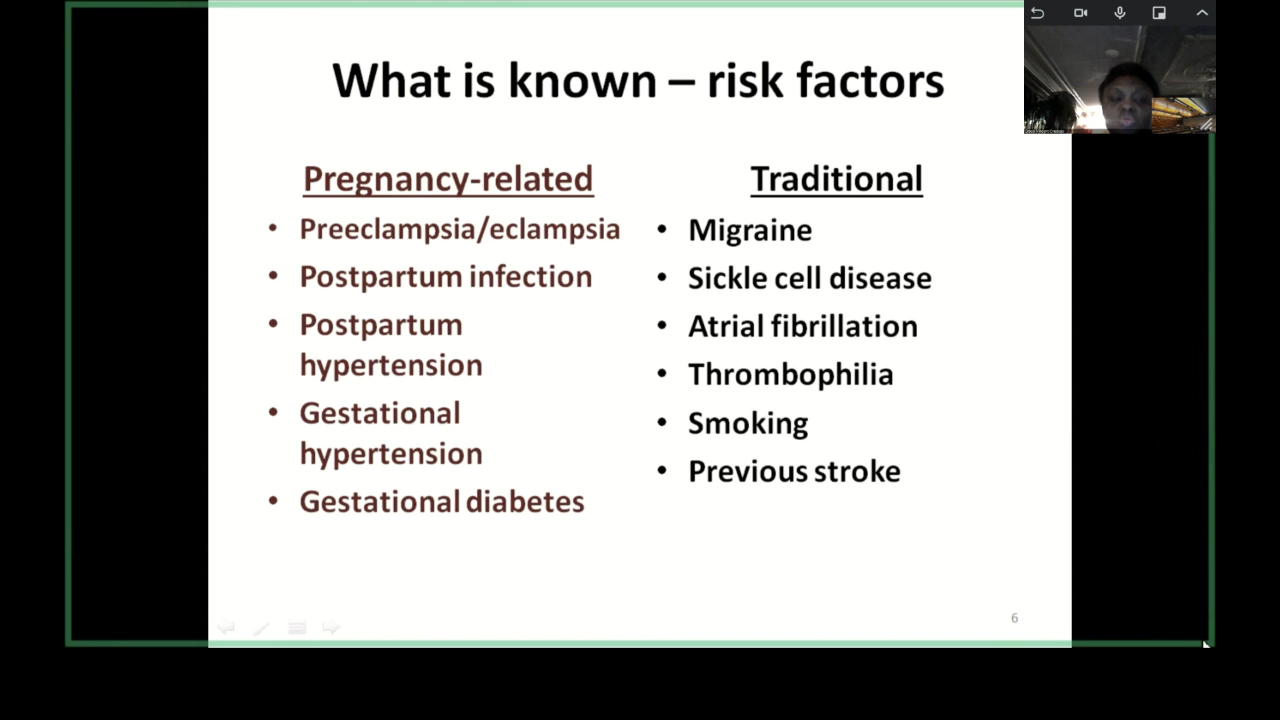 What is known – risk factors
Pregnancy-related
• Preeclampsia/eclampsia
• Postpartum infection
• Postpartum
hypertension
• Gestational
hypertension
• Gestational diabetes
Traditional
• Migraine
• Sickle cell disease
• Atrial fibrillation
• Thrombophilia
• Smoking
• Previous stroke
6